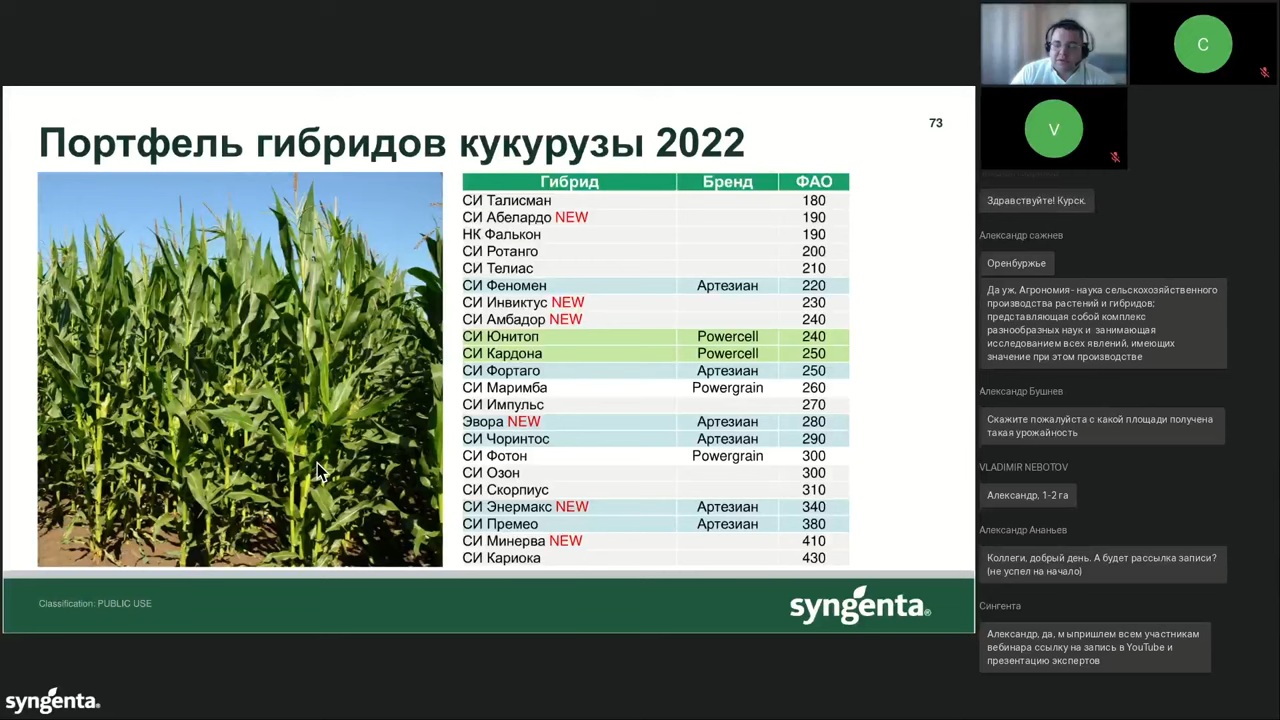 73
Портфель гибридов кукурузы 2022
Гибрид Бренд ФАО
СИ Талисман 180
СИ Абелардо NEW 190
НК Фалькон 190
СИ Ротанго 200
СИ Телиас 210
СИ Феномен Артезиан 220
СИ Инвиктус NEW 230
СИ Амбадор NEW 240
СИ Юнитоп Powercell 240
СИ Кардона Powercell 250
СИ Фортаго Артезиан 250
СИ Маримба Powergrain 260
СИ Импульс 270
Эвора NEW Артезиан 280
СИ Чоринтос Артезиан 290
СИ Фотон Powergrain 300
СИ Озон 300
СИ Скорпиус 310
СИ Энермакс NEW Артезиан 340
СИ Премео Артезиан 380
СИ Минерва NEW 410
СИ Кариока 430
Classification: PUBLIC USE
syngenta®
syngenta®
C
V
Здравствуйте! Курск.
Александр сажнев
Оренбуржье
Да уж, Агрономия- наука сельскохозяйственного
производства растений и гибридов;
представляющая собой комплекс
разнообразных наук и занимающая
исследованием всех явлений, имеющих
значение при этом производстве
Александр Бушнев
Скажите пожалуйста с какой площади получена
такая урожайность
VLADIMIR NEBOTOV
Александр, 1-2 га
Александр Ананьев
Коллеги, добрый день. А будет рассылка записи?
(не успел на начало)
Сингента
Александр, да, м ыпришлем всем участникам
вебинара ссылку на запись в YouTube и
презентацию экспертов